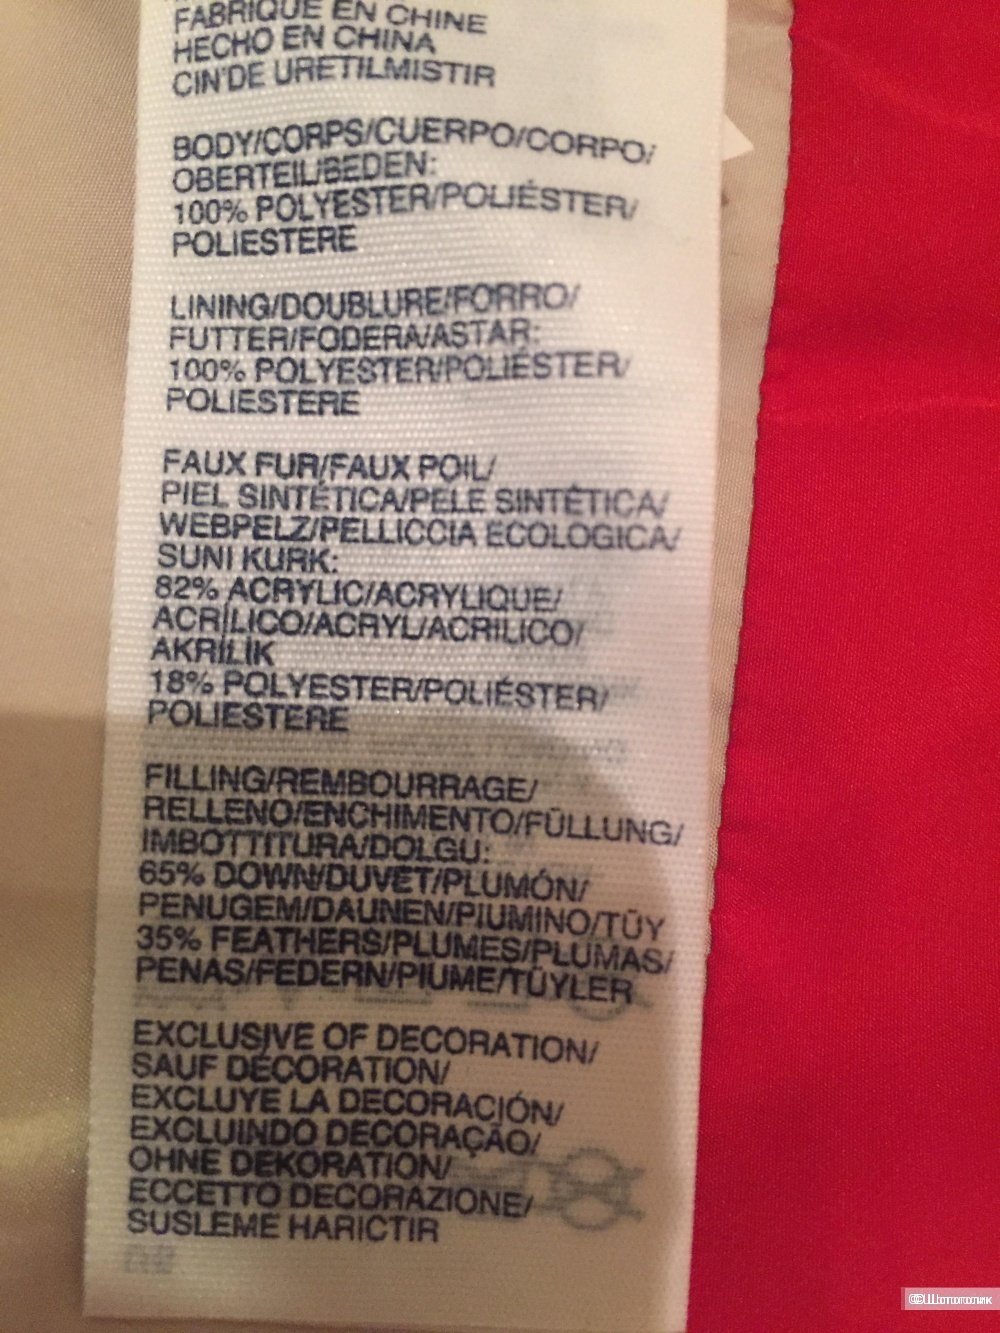 FABRIQUÉ EN CHINE
HECHO EN CHINA
CIN'DE URETILMISTIR
BODY/CORPS/CUERPO/CORPO/
OBERTEIL/BEDEN:
100% POLYESTER/POLIÉSTER/
POLIESTERE
LINING/DOUBLURE/FORRO/
FUTTER/FODERA/ASTAR:
100% POLYESTER/POLIÉSTER/
POLIESTERE
FAUX FUR/FAUX POIL/
PIEL SINTÉTICA/PELE SINTÉTICA/
WEBPELZ/PELLICCIA ECOLOGICA/
SUNI KURK:
82% ACRYLIC/ACRYLIQUE/
ACRÍLICO/ACRYL/ACRILICO/
AKRİLİK
18% POLYESTER/POLIÉSTER/
POLIESTERE
FILLING/REMBOURRAGE/
RELLENO/ENCHIMENTO/FÜLLUNG/
IMBOTTITURA/DOLGU:
65% DOWN/DUVET/PLUMÓN/
PENUGEM/DAUNEN/PIUMINO/TÜY
35% FEATHERS/PLUMES/PLUMAS/
PENAS/FEDERN/PIUME/TÜYLER
EXCLUSIVE OF DECORATION/
SAUF DÉCORATION/
EXCLUYE LA DECORACIÓN/
EXCLUINDO DECORAÇÃO/
OHNE DEKORATION/
ECCETTO DECORAZIONE/
SUSLEME HARICTIR
©Шопоголик